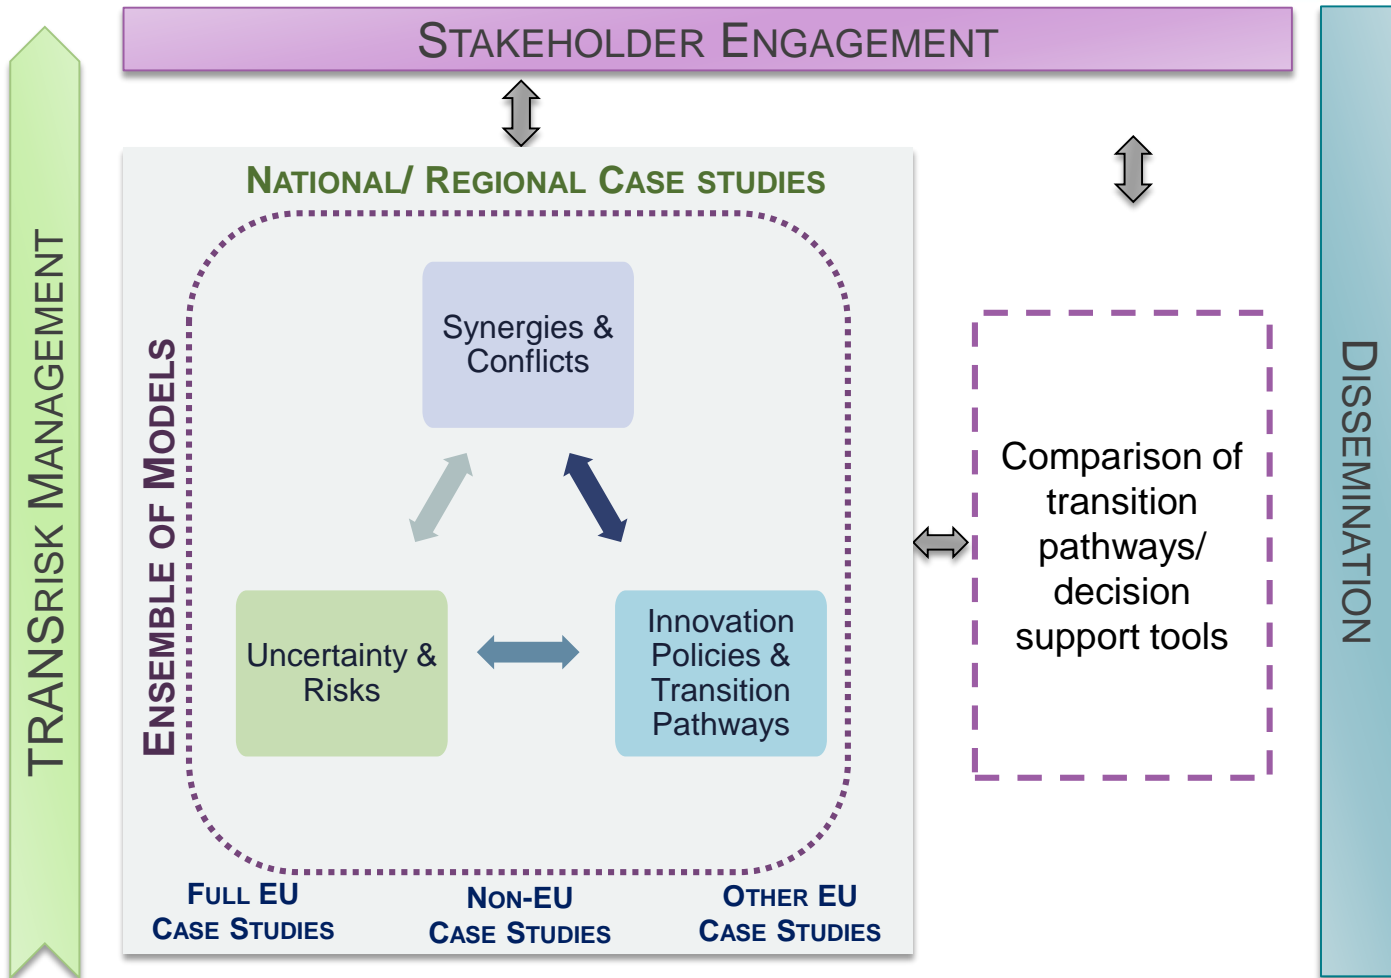 STAKEHOLDER ENGAGEMENT
TRANSRISK MANAGEMENT
NATIONAL/ REGIONAL CASE STUDIES
ENSEMBLE OF MODELS
Synergies &
Conflicts
Uncertainty &
Risks
Innovation
Policies &
Transition
Pathways
FULL EU
CASE STUDIES
NON-EU
CASE STUDIES
OTHER EU
CASE STUDIES
Comparison of
transition
pathways/
decision
support tools
DISSEMINATION